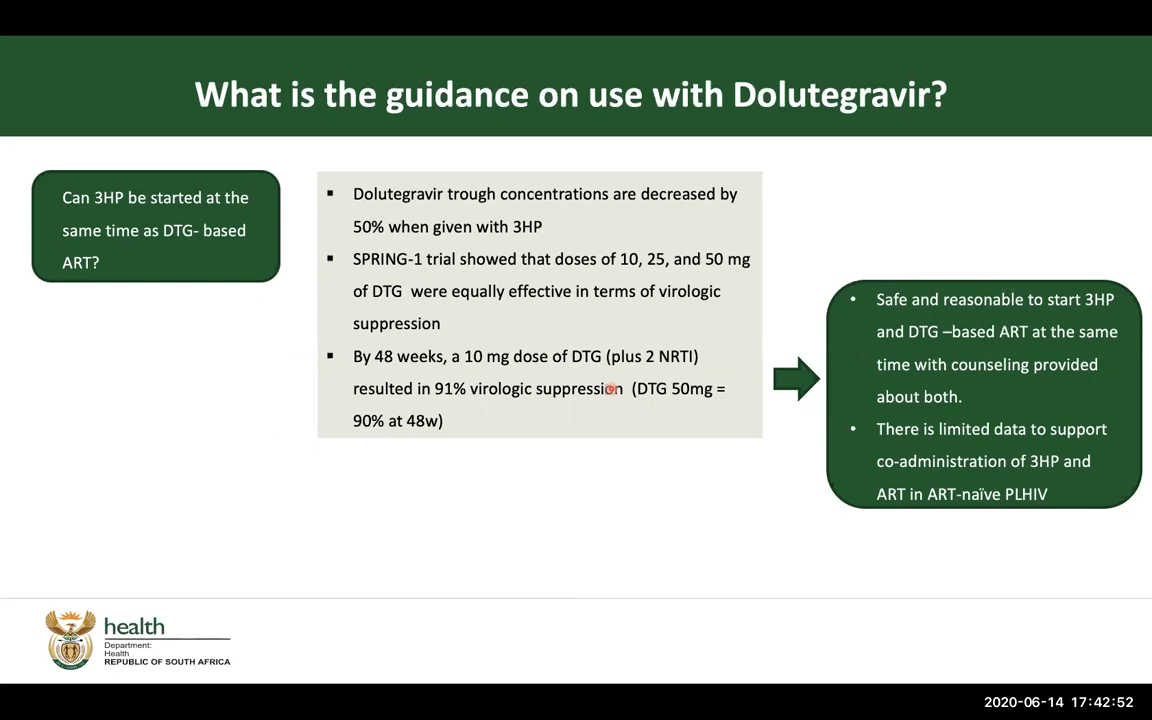 What is the guidance on use with Dolutegravir?
Can 3HP be started at the
same time as DTG- based
ART?
▪ Dolutegravir trough concentrations are decreased by
50% when given with 3HP
▪ SPRING-1 trial showed that doses of 10, 25, and 50 mg
of DTG were equally effective in terms of virologic
suppression
▪ By 48 weeks, a 10 mg dose of DTG (plus 2 NRTI)
resulted in 91% virologic suppression (DTG 50mg =
90% at 48w)
• Safe and reasonable to start 3HP
and DTG –based ART at the same
time with counseling provided
about both.
• There is limited data to support
co-administration of 3HP and
ART in ART-naïve PLHIV
health
Department:
Health
REPUBLIC OF SOUTH AFRICA
2020-06-14 17:42:52